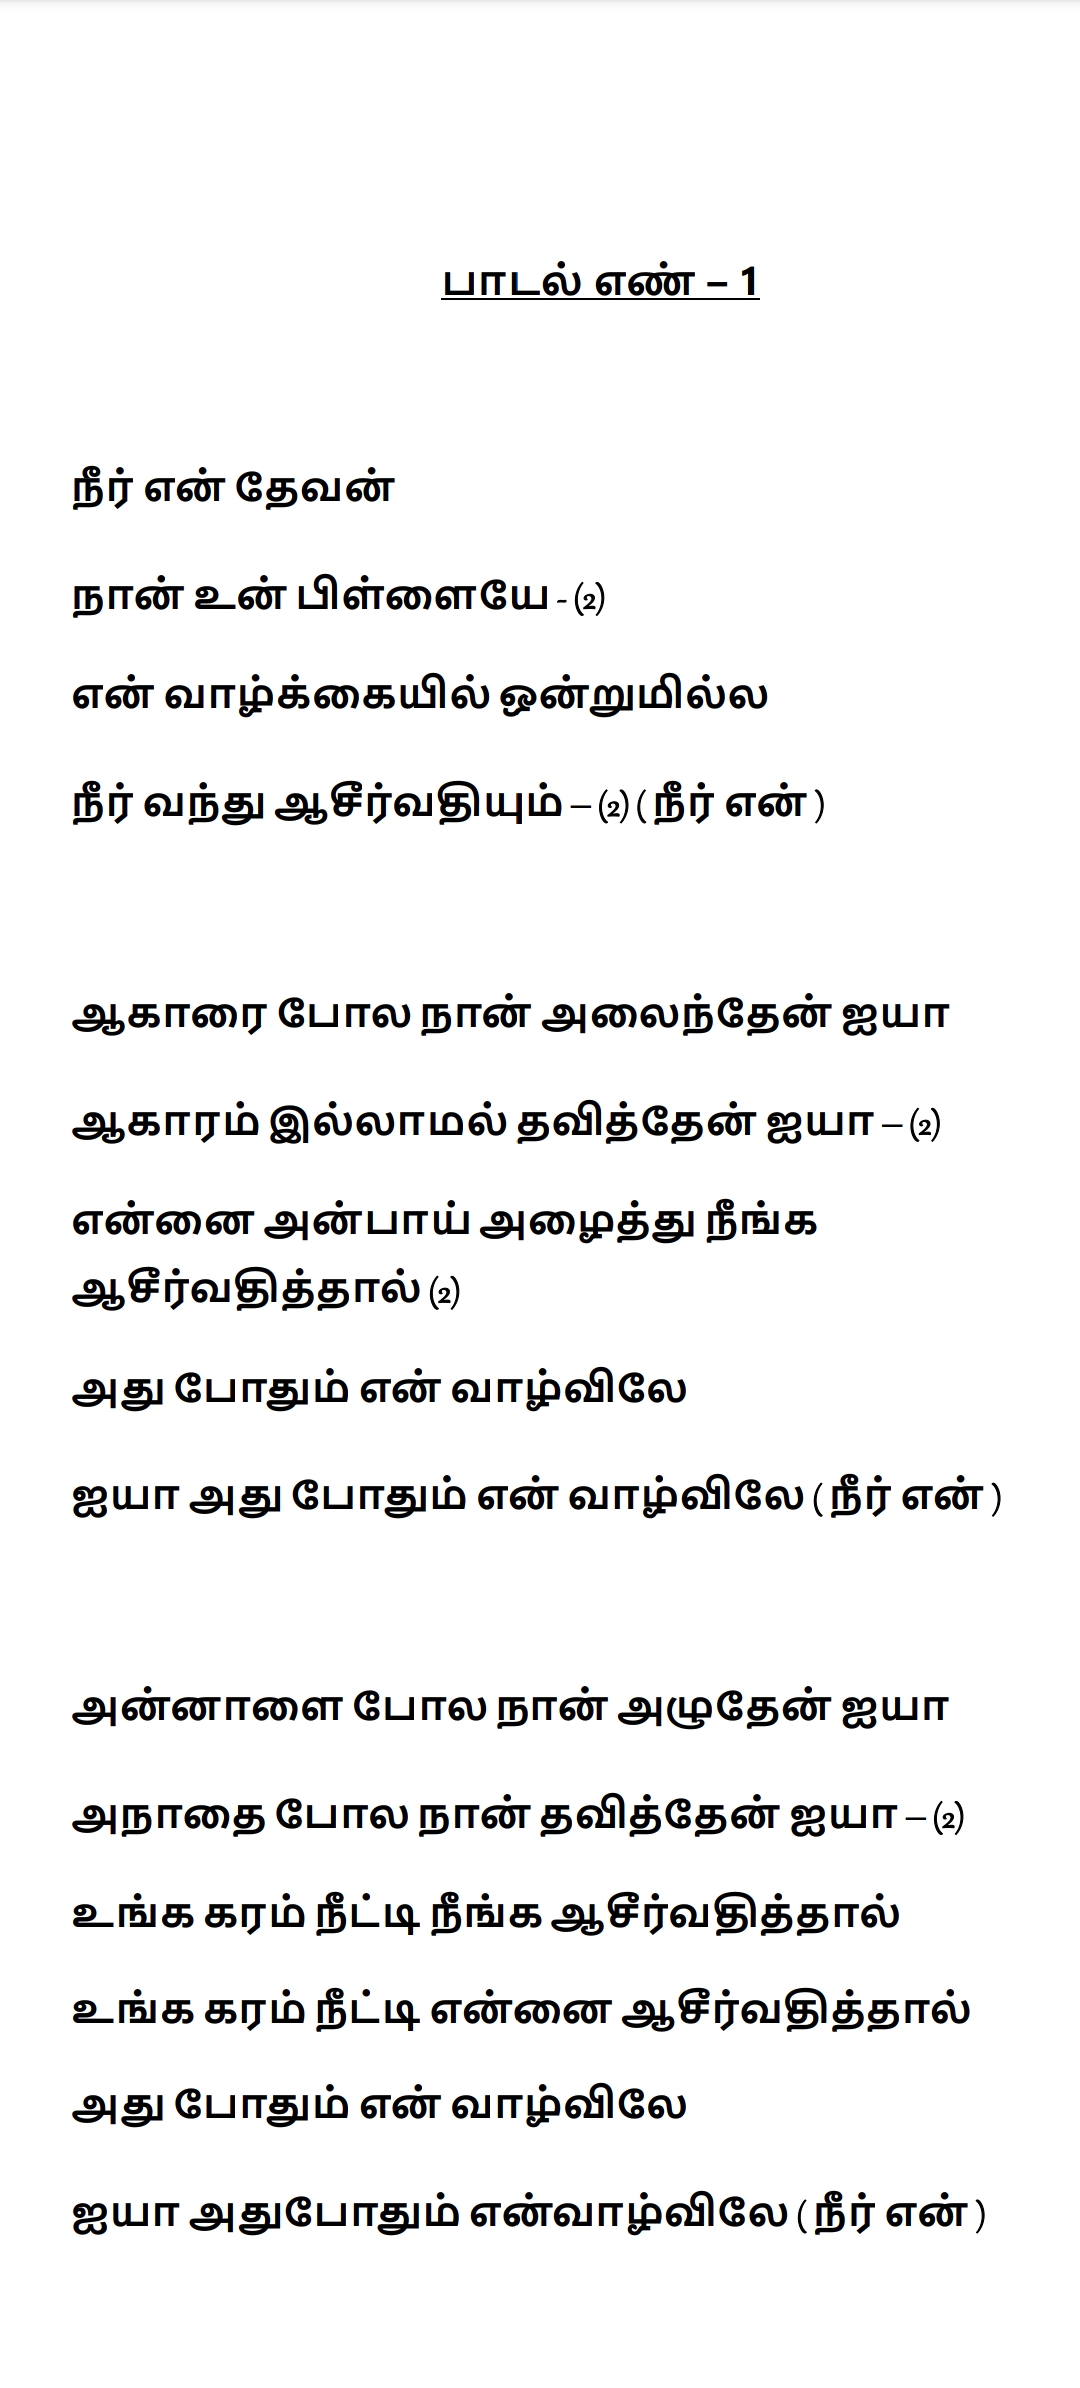 பாடல் எண் – 1
நீர் என் தேவன்
நான் உன் பிள்ளையே - (2)
என் வாழ்க்கையில் ஒன்றுமில்ல
நீர் வந்து ஆசீர்வதியும் – (2) ( நீர் என் )
ஆகாரை போல நான் அலைந்தேன் ஐயா
ஆகாரம் இல்லாமல் தவித்தேன் ஐயா – (2)
என்னை அன்பாய் அழைத்து நீங்க
ஆசீர்வதித்தால் (2)
அது போதும் என் வாழ்விலே
ஐயா அது போதும் என் வாழ்விலே ( நீர் என் )
அன்னாளை போல நான் அழுதேன் ஐயா
அநாதை போல நான் தவித்தேன் ஐயா – (2)
உங்க கரம் நீட்டி நீங்க ஆசீர்வதித்தால்
உங்க கரம் நீட்டி என்னை ஆசீர்வதித்தால்
அது போதும் என் வாழ்விலே
ஐயா அதுபோதும் என்வாழ்விலே ( நீர் என் )